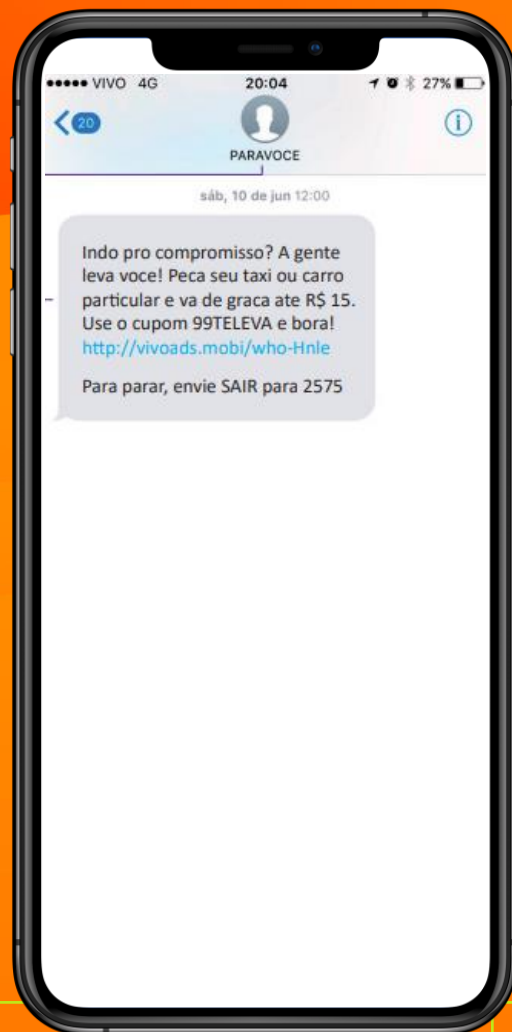 VIVO 4G 20:04 27%
20
PARAVOCE
sáb, 10 de jun 12:00
Indo pro compromisso? A gente
leva voce! Peca seu taxi ou carro
particular e va de graca ate R$ 15.
Use o cupom 99TELEVA e bora!
http://vivoads.mobi/who-Hnle
Para parar, envie SAIR para 2575